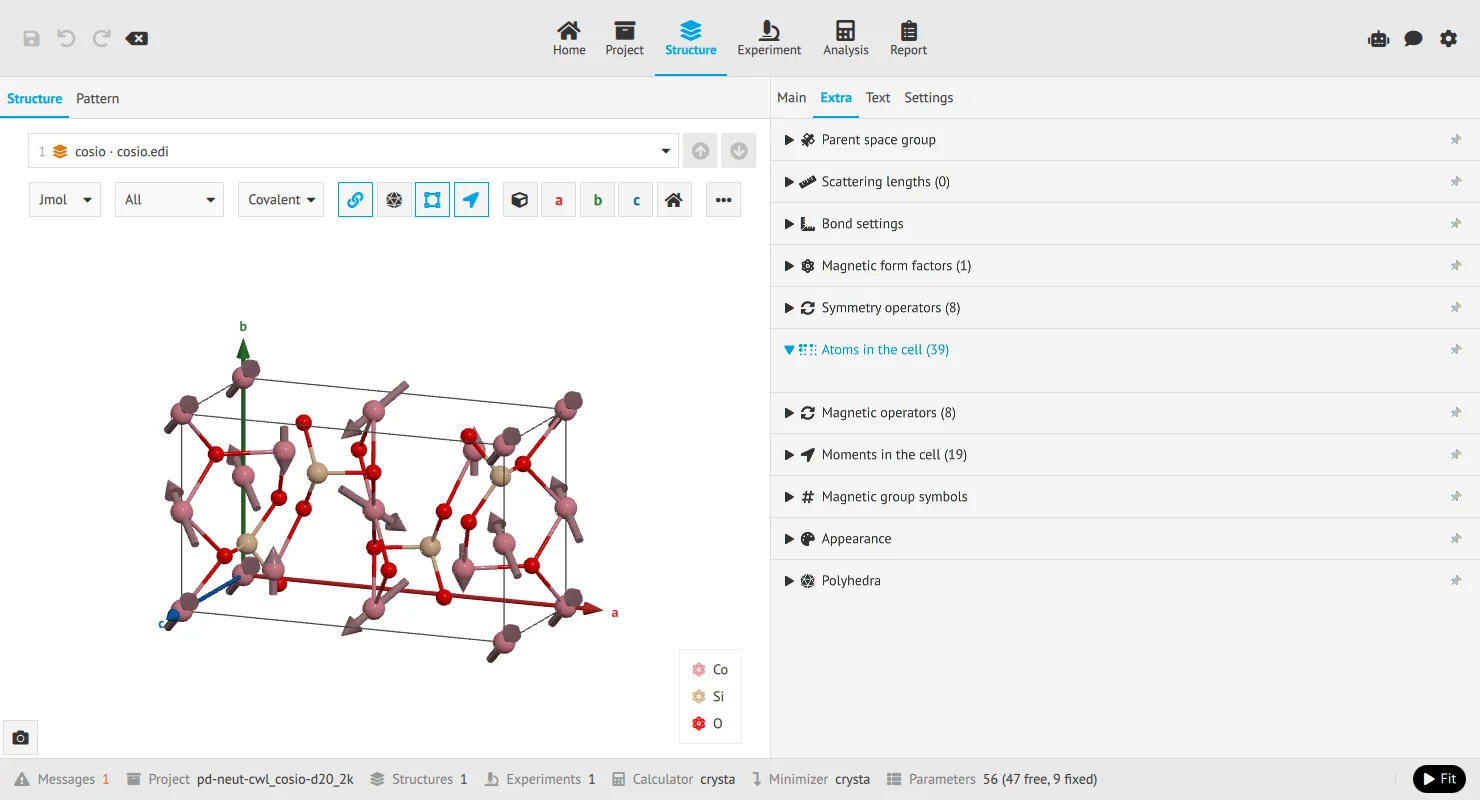 Home
Project
Structure
Experiment
Analysis
Report
Structure
Pattern
Main
Extra
Text
Settings
1 cosio · cosio.edi
Jmol
All
Covalent
a
b
c
b
a
c
Co
Si
O
Parent space group
Scattering lengths (0)
Bond settings
Magnetic form factors (1)
Symmetry operators (8)
Atoms in the cell (39)
Magnetic operators (8)
Moments in the cell (19)
Magnetic group symbols
Appearance
Polyhedra
Messages 1
Project pd-neut-cwl_cosio-d20_2k
Structures 1
Experiments 1
Calculator crysta
Minimizer crysta
Parameters 56 (47 free, 9 fixed)
Fit